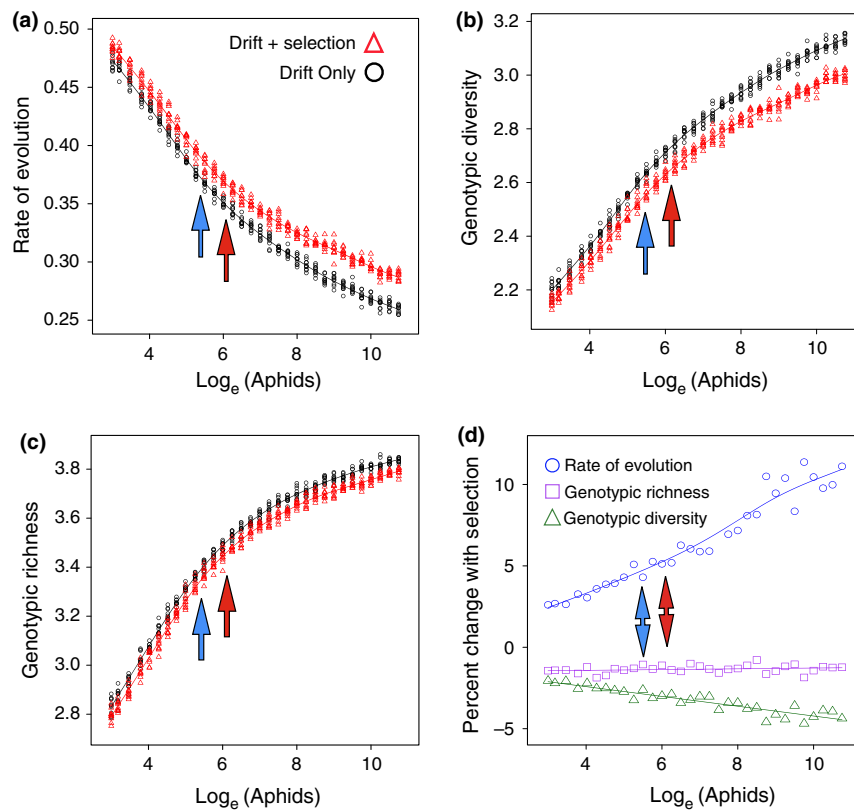 (a)
0.50
0.45
0.40
0.35
0.30
0.25
Rate of evolution
Drift + selection
Drift Only
4 6 8 10
Logₑ (Aphids)
(b)
3.2
3.0
2.8
2.6
2.4
2.2
Genotypic diversity
4 6 8 10
Logₑ (Aphids)
(c)
3.8
3.6
3.4
3.2
3.0
2.8
Genotypic richness
4 6 8 10
Logₑ (Aphids)
(d)
10
5
0
–5
Percent change with selection
Rate of evolution
Genotypic richness
Genotypic diversity
4 6 8 10
Logₑ (Aphids)